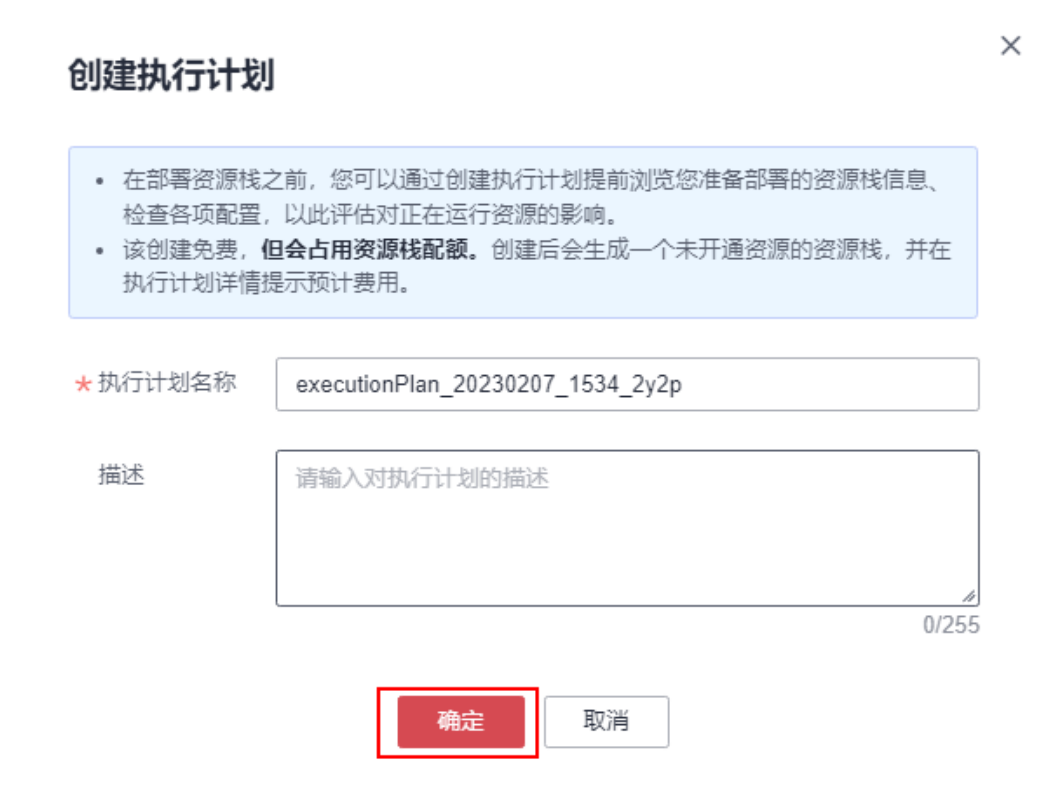 创建执行计划
在部署资源栈之前，您可以通过创建执行计划提前浏览您准备部署的资源栈信息、
检查各项配置，以此评估对正在运行资源的影响。
该创建免费，但会占用资源栈配额。创建后会生成一个未开通资源的资源栈，并在
执行计划详情提示预计费用。
* 执行计划名称 executionPlan_20230207_1534_2y2p
描述 请输入对执行计划的描述
0/255
确定 取消